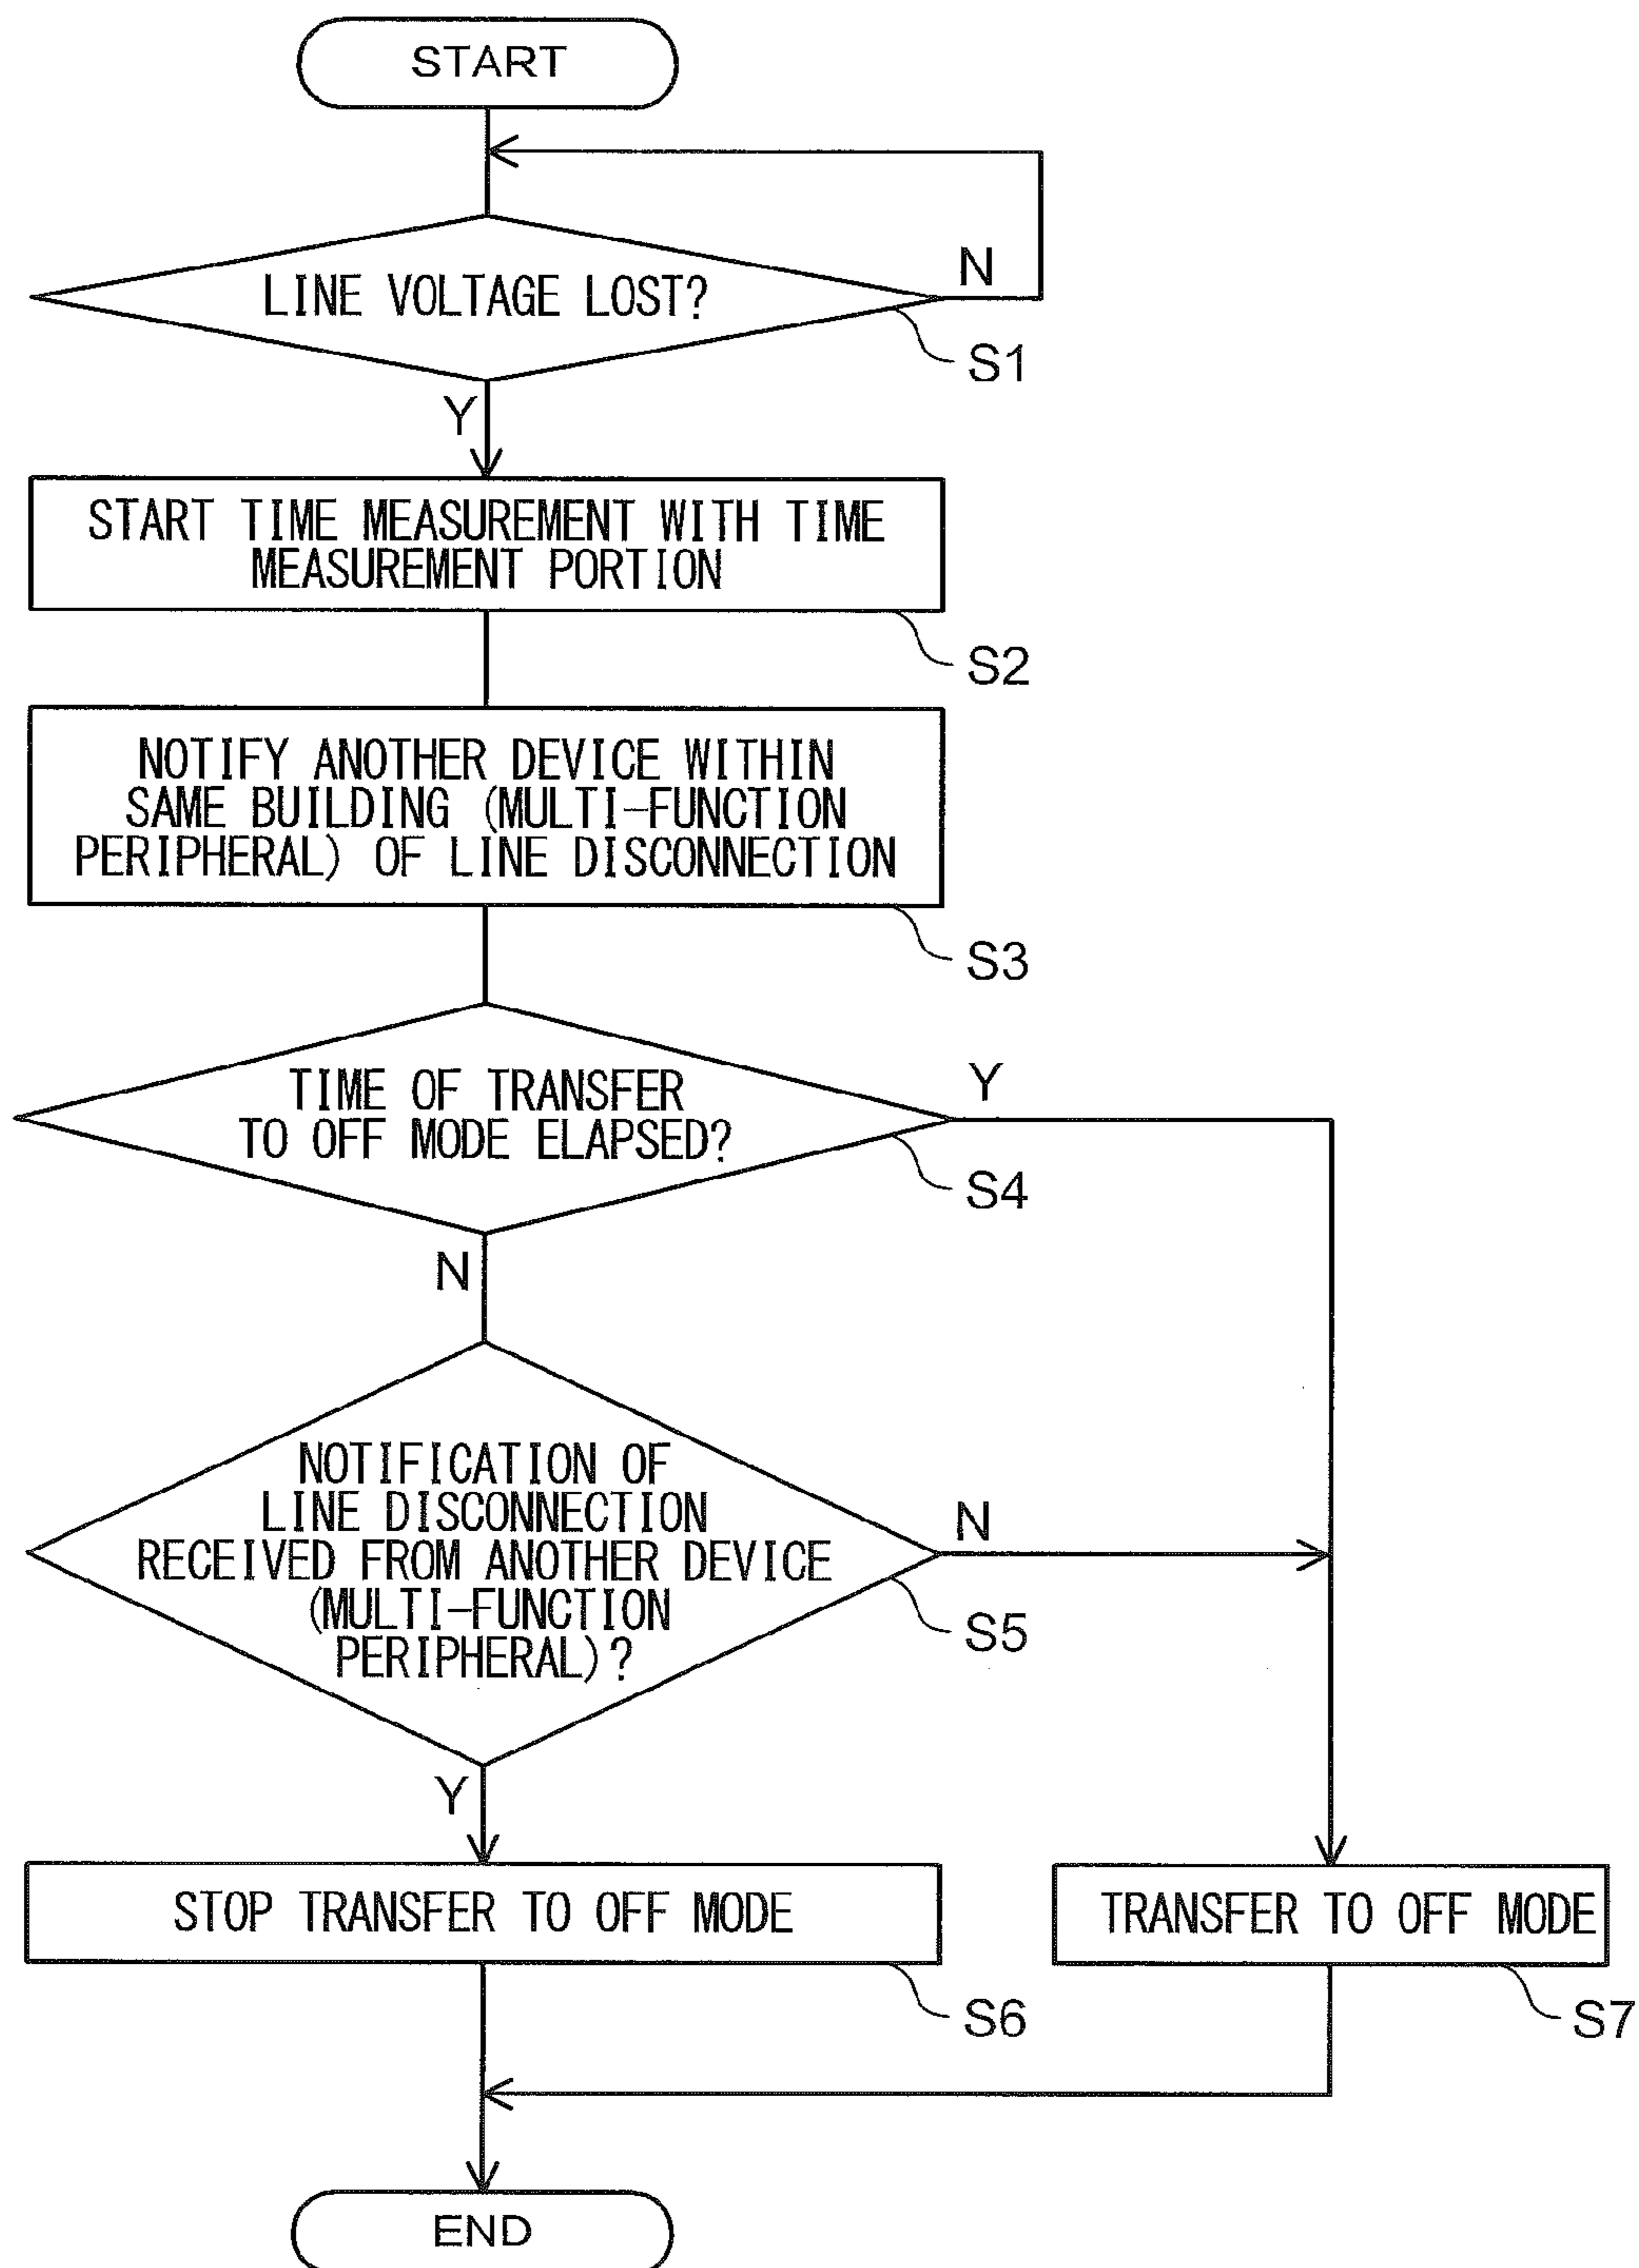 START
N
LINE VOLTAGE LOST?
S1
Y
START TIME MEASUREMENT WITH TIME
MEASUREMENT PORTION
S2
NOTIFY ANOTHER DEVICE WITHIN
SAME BUILDING (MULTI-FUNCTION
PERIPHERAL) OF LINE DISCONNECTION
S3
TIME OF TRANSFER
TO OFF MODE ELAPSED?
Y
S4
N
NOTIFICATION OF
LINE DISCONNECTION
RECEIVED FROM ANOTHER DEVICE
(MULTI-FUNCTION
PERIPHERAL)?
N
S5
Y
STOP TRANSFER TO OFF MODE
S6
TRANSFER TO OFF MODE
S7
END